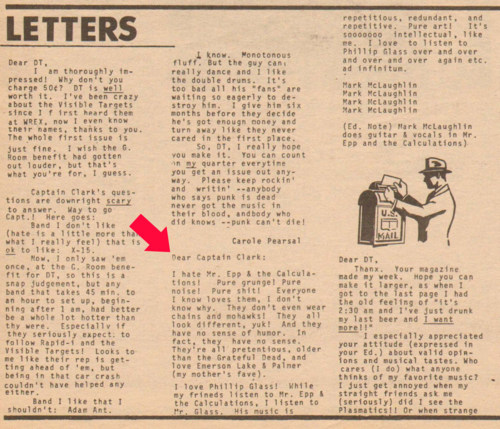 LETTERS
Dear DT,
I am thoroughly im-
pressed! Why don't you
charge 50¢? DT is well
worth it. I've been crazy
about the Visible Targets
since I first heard them
at WREX, now I even know
their names, thanks to you.
The whole first issue is
just fine. I wish the G.
Room benefit had gotten
out louder, but that's
what you're for, I guess.
Captain Clark's ques-
tions are downright scary
to answer. Way to go
Capt.! Here goes:
Band I don't like
(hate is a little more than
what I really feel) that is
ok to like: X-15.
Now, I only saw 'em
once, at the G. Room bene-
fit for DT, so this is a
snap judgement, but any
band that takes 45 min. to
an hour to set up, begin-
ning after 1 am, had better
be a whole lot hotter than
thy were. Especially if
they seriously expect to
follow Rapid-i and the
Visible Targets! Looks to
me like their rep is get-
ting ahead of 'em, but
being in that car crash
couldn't have helped any
either.
Band I like that I
shouldn't: Adam Ant.
I know. Monotonous
fluff. But the guy can
really dance and I like
the double drums. It's
too bad all his "fans" are
waiting so eagerly to de-
stroy him. I give him six
months before they decide
he's got enough money and
turn away like they never
cared in the first place.
So, DT, I really hope
you make it. You can count
on my quarter everytime
you get an issue out any-
way. Please keep rockin'
and writin' --anybody
who says punk is dead
never got the music in
their blood, andbody who
did knows --punk can't die!
Carole Pearsal
Dear Captain Clark;
I hate Mr. Epp & the Calcula-
tions! Pure grunge! Pure
noise! Pure shit! Everyone
I know loves them, I don't
know why. They don't even wear
chains and mohawks! They all
look different, yuk! And they
have no sense of humor. In
fact, they have no sense.
They're all pretentious, older
than the Grateful Dead, and
love Emerson Lake & Palmer
(my mother's fave).
I love Phillip Glass! While
my frineds listen to Mr. Epp &
the Calculations, I listen to
Mr. Glass. His music is
repetitious, redundant, and
repetitive. Pure art! It's
soooooo intellectual, like
me. I love to listen to
Phillip Glass over and over
and over and over again etc.
ad infinitum.
Mark McLaughlin
Mark McLaughlin
Mark McLaughlin
Mark McLaughlin
(Ed. Note) Mark McLaughlin
does guitar & vocals in Mr.
Epp and the Calculations)
U.S.
MAIL
Dear DT,
Thanx. Your magazine
made my week. Hope you can
make it larger, as when I
got to the last page I had
the old feeling of "it's
2:30 am and I've just drunk
my last beer and I want
more!!"
I especially appreciated
your attitude (expressed in
your Ed.) about valid opin-
ions and musical tastes. Who
cares (I do) what anyone
thinks of my favorite music?
I just get annoyed when my
straight friends ask me
(seriously) did I see the
Plasmatics!! Or when strange